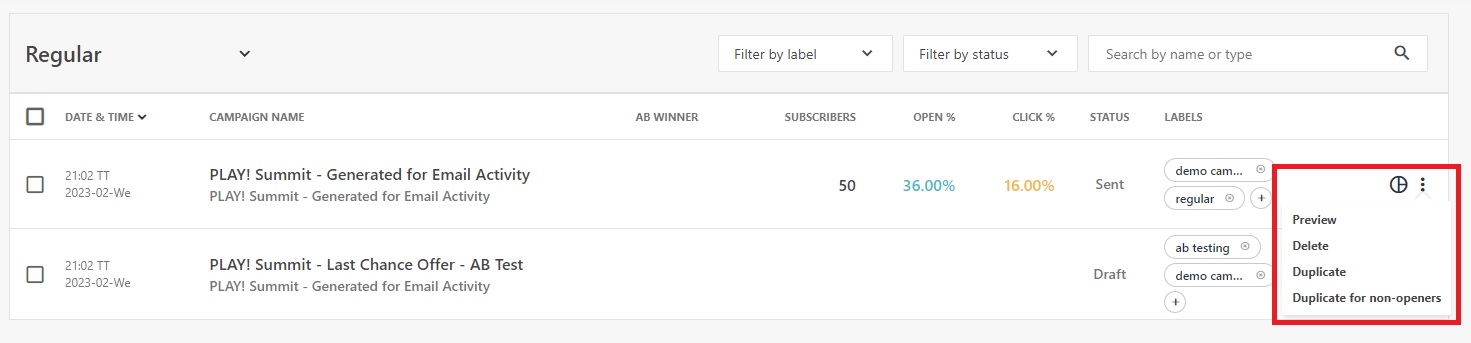 Regular
Filter by label
Filter by status
Search by name or type
DATE & TIME
CAMPAIGN NAME
AB WINNER
SUBSCRIBERS
OPEN %
CLICK %
STATUS
LABELS
21:02 TT
2023-02-We
PLAY! Summit - Generated for Email Activity
PLAY! Summit - Generated for Email Activity
50
36.00%
16.00%
Sent
demo cam...
regular
+
Preview
Delete
Duplicate
Duplicate for non-openers
21:02 TT
2023-02-We
PLAY! Summit - Last Chance Offer - AB Test
PLAY! Summit - Generated for Email Activity
Draft
ab testing
demo cam...
+